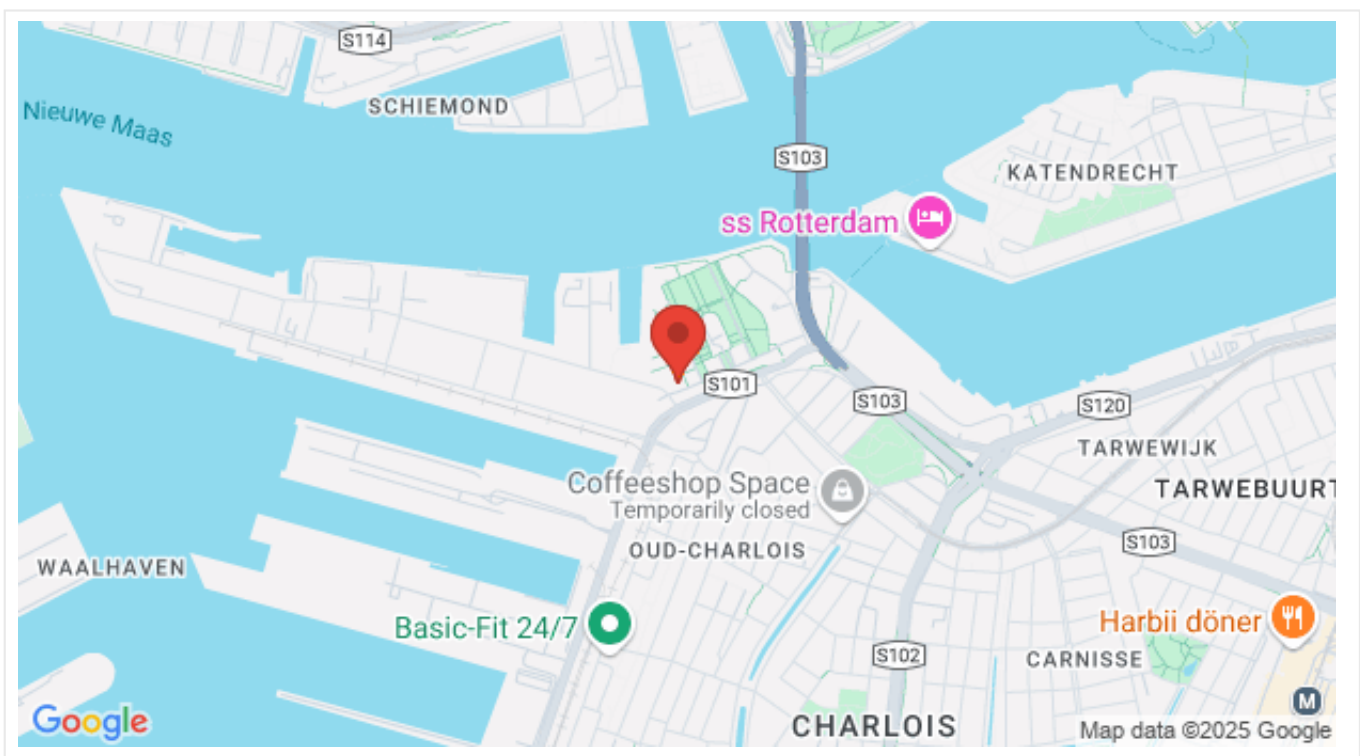 S114
SCHIEMOND
Nieuwe Maas
S103
KATENDRECHT
ss Rotterdam
S101
S103
S120
TARWEWIJK
Coffeeshop Space
Temporarily closed
TARWEBUURT
OUD-CHARLOIS
S103
WAALHAVEN
Basic-Fit 24/7
Harbii döner
S102
CARNISSE
M
Google
CHARLOIS
Map data ©2025 Google